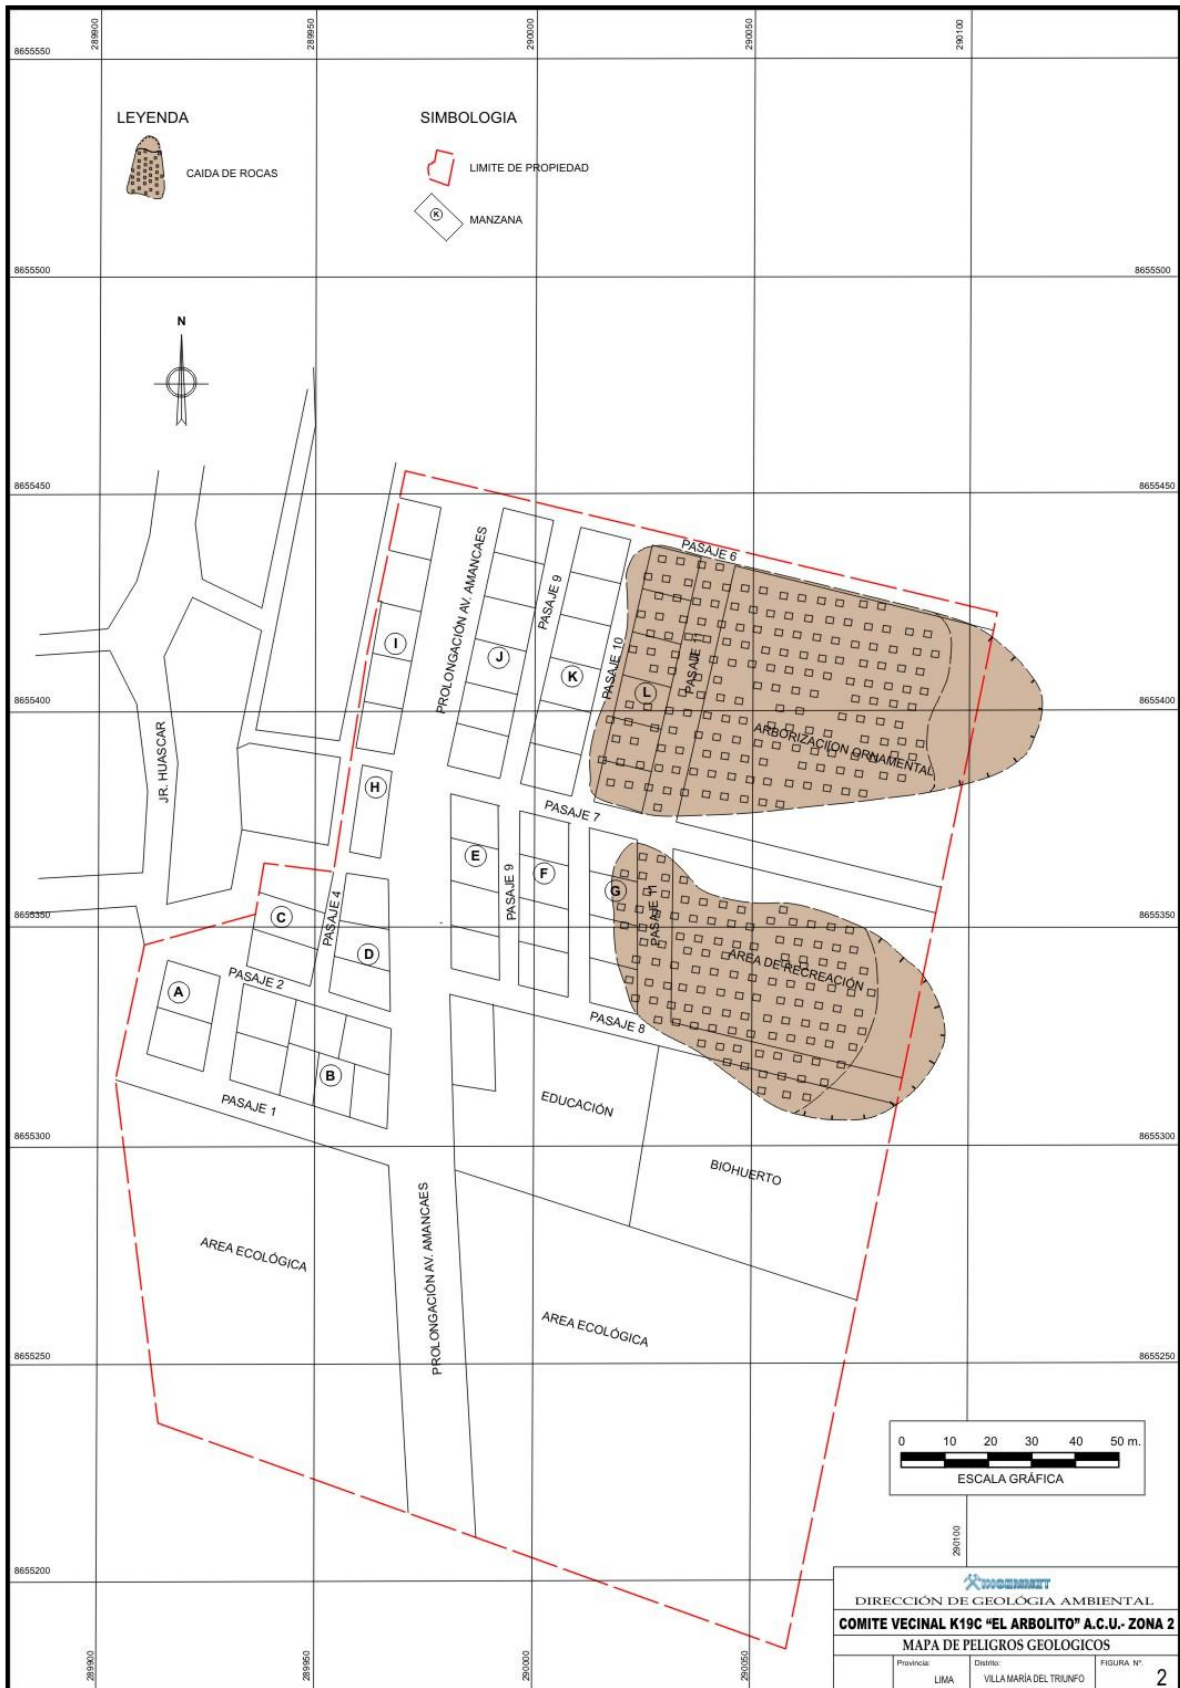 289900
289950
290000
290050
290100
8655550
LEYENDA
SIMBOLOGIA
CAIDA DE ROCAS
LIMITE DE PROPIEDAD
K
MANZANA
8655500
8655500
N
8655450
8655450
PASAJE 6
PROLONGACIÓN AV. AMANCAES
PASAJE 9
PASAJE 10
PASAJE 11
I
J
K
L
8655400
8655400
ARBORIZACION ORNAMENTAL
JR. HUASCAR
H
PASAJE 7
E
F
G
PASAJE 9
PASAJE 11
C
PASAJE 4
8655350
8655350
D
AREA DE RECREACIÓN
PASAJE 2
A
PASAJE 8
B
EDUCACIÓN
PASAJE 1
8655300
8655300
BIOHUERTO
AREA ECOLÓGICA
PROLONGACIÓN AV. AMANCAES
AREA ECOLÓGICA
8655250
8655250
0 10 20 30 40 50 m.
ESCALA GRÁFICA
290100
8655200
INGEMMET
DIRECCIÓN DE GEOLÓGIA AMBIENTAL
COMITE VECINAL K19C “EL ARBOLITO” A.C.U.- ZONA 2
MAPA DE PELIGROS GEOLOGICOS
Provincia:
LIMA
Distrito:
VILLA MARÍA DEL TRIUNFO
FIGURA N°.
2
289900
289950
290000
290050